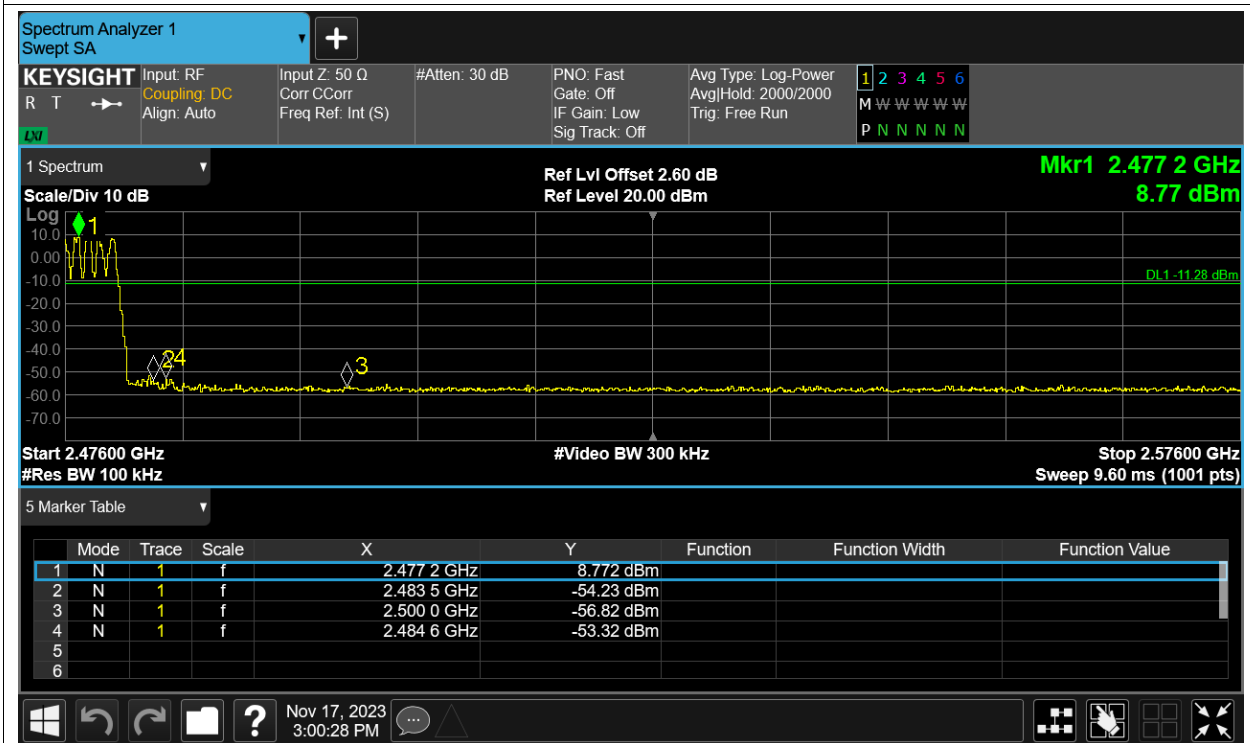 Spectrum Analyzer 1
Swept SA
+
KEYSIGHT Input: RF Input Z: 50 Ω #Atten: 30 dB PNO: Fast Avg Type: Log-Power 1 2 3 4 5 6
R T Coupling: DC Corr CCorr Gate: Off Avg|Hold: 2000/2000 M W W W W W W
Align: Auto Freq Ref: Int (S) IF Gain: Low Trig: Free Run
LXI Sig Track: Off P N N N N N N
1 Spectrum Ref Lvl Offset 2.60 dB Mkr1 2.477 2 GHz
Scale/Div 10 dB Ref Level 20.00 dBm 8.77 dBm
Log
1
10.0
0.00
-10.0 DL1 -11.28 dBm
-20.0
-30.0
-40.0
24 3
-50.0
-60.0
-70.0
Start 2.47600 GHz #Video BW 300 kHz Stop 2.57600 GHz
#Res BW 100 kHz Sweep 9.60 ms (1001 pts)
5 Marker Table
Mode Trace Scale X Y Function Function Width Function Value
1 N 1 f 2.477 2 GHz 8.772 dBm
2 N 1 f 2.483 5 GHz -54.23 dBm
3 N 1 f 2.500 0 GHz -56.82 dBm
4 N 1 f 2.484 6 GHz -53.32 dBm
5
6
? Nov 17, 2023
3:00:28 PM